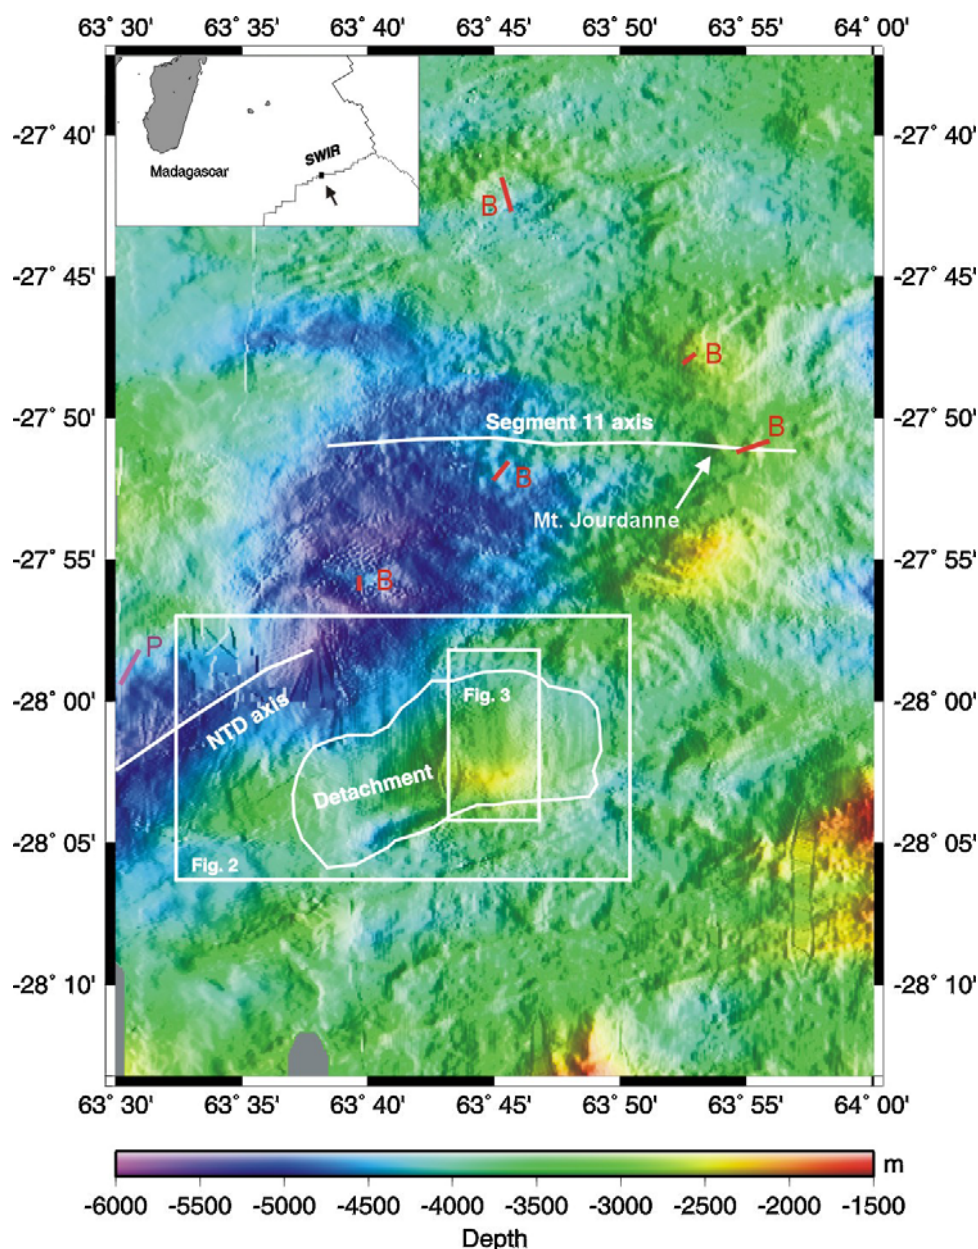 63° 30' 63° 35' 63° 40' 63° 45' 63° 50' 63° 55' 64° 00'
-27° 40' -27° 40'
Madagascar
SWIR
B
-27° 45' -27° 45'
B
-27° 50' -27° 50'
Segment 11 axis
B
B
Mt. Jourdanne
-27° 55' -27° 55'
B
P
-28° 00' -28° 00'
Fig. 3
NTD axis
Detachment
-28° 05' -28° 05'
Fig. 2
-28° 10' -28° 10'
63° 30' 63° 35' 63° 40' 63° 45' 63° 50' 63° 55' 64° 00'
m
-6000 -5500 -5000 -4500 -4000 -3500 -3000 -2500 -2000 -1500
Depth